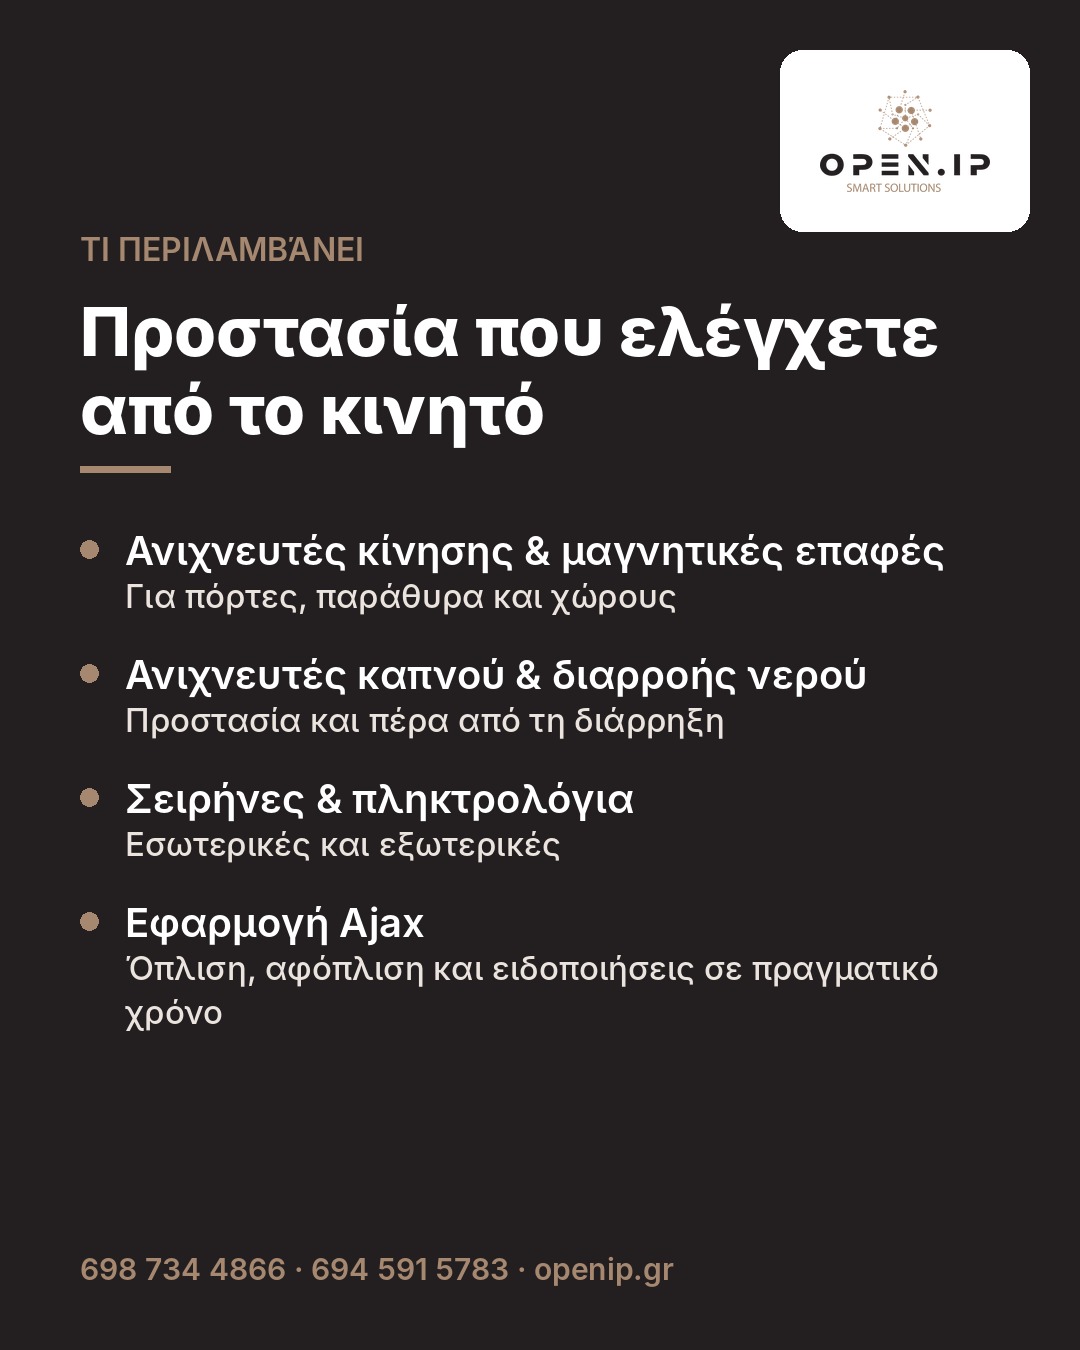 OPEN.IP
SMART SOLUTIONS
ΤΙ ΠΕΡΙΛΑΜΒΆΝΕΙ
Προστασία που ελέγχετε
από το κινητό
Ανιχνευτές κίνησης & μαγνητικές επαφές
Για πόρτες, παράθυρα και χώρους
Ανιχνευτές καπνού & διαρροής νερού
Προστασία και πέρα από τη διάρρηξη
Σειρήνες & πληκτρολόγια
Εσωτερικές και εξωτερικές
Εφαρμογή Ajax
Όπλιση, αφόπλιση και ειδοποιήσεις σε πραγματικό
χρόνο
698 734 4866 · 694 591 5783 · openip.gr